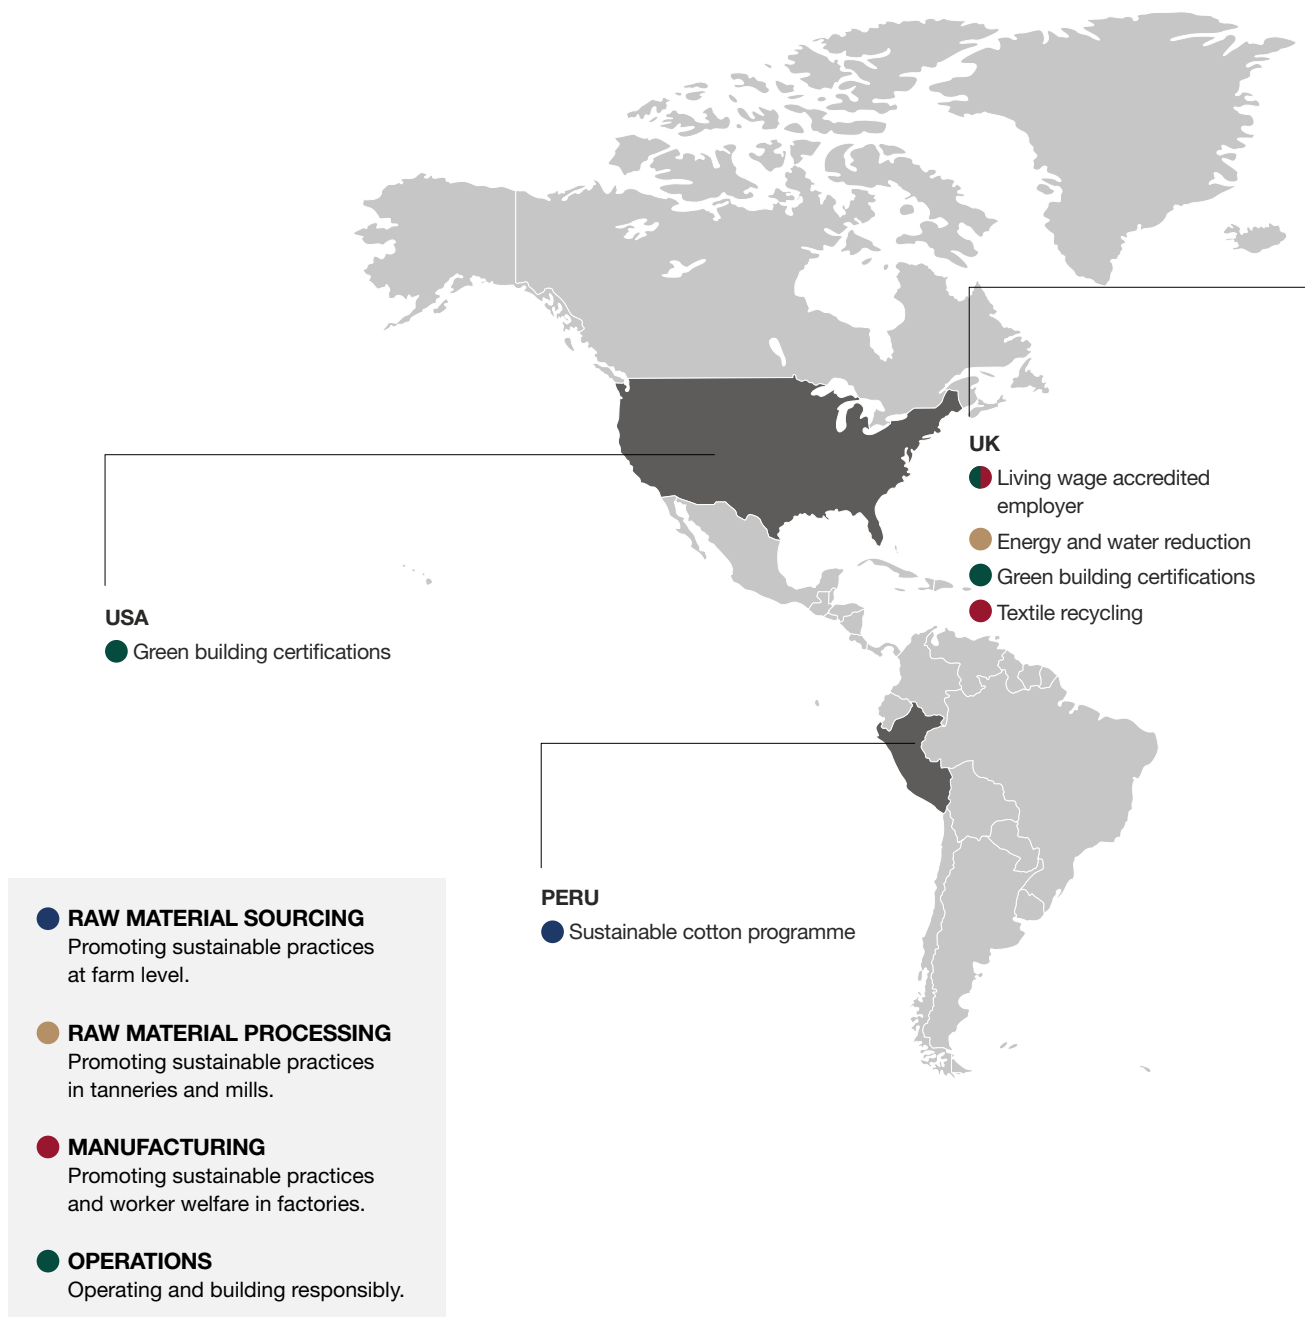 UK
Living wage accredited
employer
Energy and water reduction
Green building certifications
Textile recycling
USA
Green building certifications
PERU
Sustainable cotton programme
RAW MATERIAL SOURCING
Promoting sustainable practices
at farm level.
RAW MATERIAL PROCESSING
Promoting sustainable practices
in tanneries and mills.
MANUFACTURING
Promoting sustainable practices
and worker welfare in factories.
OPERATIONS
Operating and building responsibly.